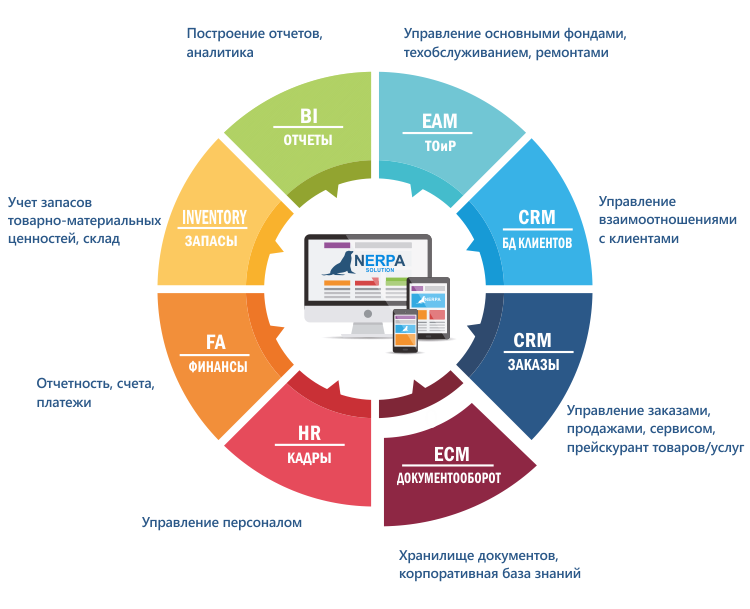 Построение отчетов,
аналитика
Управление основными фондами,
техобслуживанием, ремонтами
BI
ОТЧЕТЫ
EAM
ТОиР
Учет запасов
товарно-материальных
ценностей, склад
INVENTORY
ЗАПАСЫ
CRM
БД КЛИЕНТОВ
Управление
взаимоотношениями
с клиентами
NERPA
SOLUTION
NERPA
FA
ФИНАНСЫ
CRM
ЗАКАЗЫ
Отчетность, счета,
платежи
Управление заказами,
продажами, сервисом,
прейскурант товаров/услуг
HR
КАДРЫ
ECM
ДОКУМЕНТООБОРОТ
Управление персоналом
Хранилище документов,
корпоративная база знаний